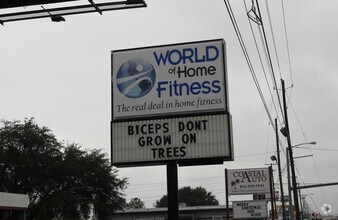 WORLD
of Home
Fitness
The real deal in home fitness
BICEPS DONT
GROW ON
TREES
COASTAL
AUTO